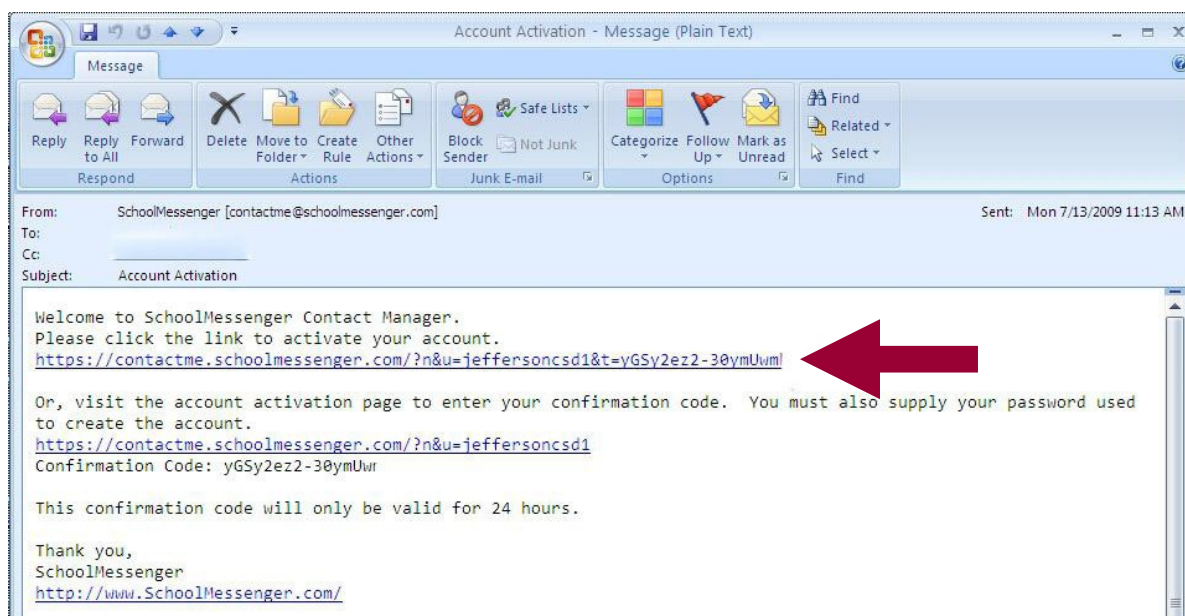 Account Activation - Message (Plain Text)
Message
Reply
Reply to All
Forward
Respond
Delete
Move to Folder
Create Rule
Other Actions
Actions
Block Sender
Safe Lists
Not Junk
Junk E-mail
Categorize
Follow Up
Mark as Unread
Options
Find
Related
Select
Find
From: SchoolMessenger [contactme@schoolmessenger.com]
Sent: Mon 7/13/2009 11:13 AM
To:
Cc:
Subject: Account Activation
Welcome to SchoolMessenger Contact Manager.
Please click the link to activate your account.
https://contactme.schoolmessenger.com/?n&u=jeffersoncsd1&t=yGSy2ez2-30ymUwm
Or, visit the account activation page to enter your confirmation code.  You must also supply your password used
to create the account.
https://contactme.schoolmessenger.com/?n&u=jeffersoncsd1
Confirmation Code: yGSy2ez2-30ymUw
This confirmation code will only be valid for 24 hours.
Thank you,
SchoolMessenger
http://www.SchoolMessenger.com/